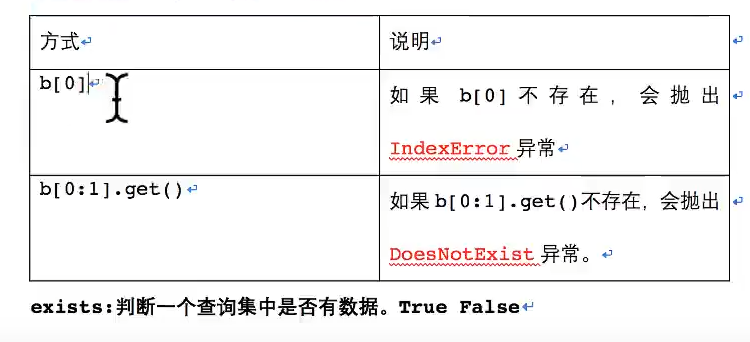 方式
说明
b[0]
如果 b[0]不存在，会抛出
IndexError 异常
b[0:1].get()
如果 b[0:1].get()不存在，会抛出
DoesNotExist 异常。
exists:判断一个查询集中是否有数据。True False